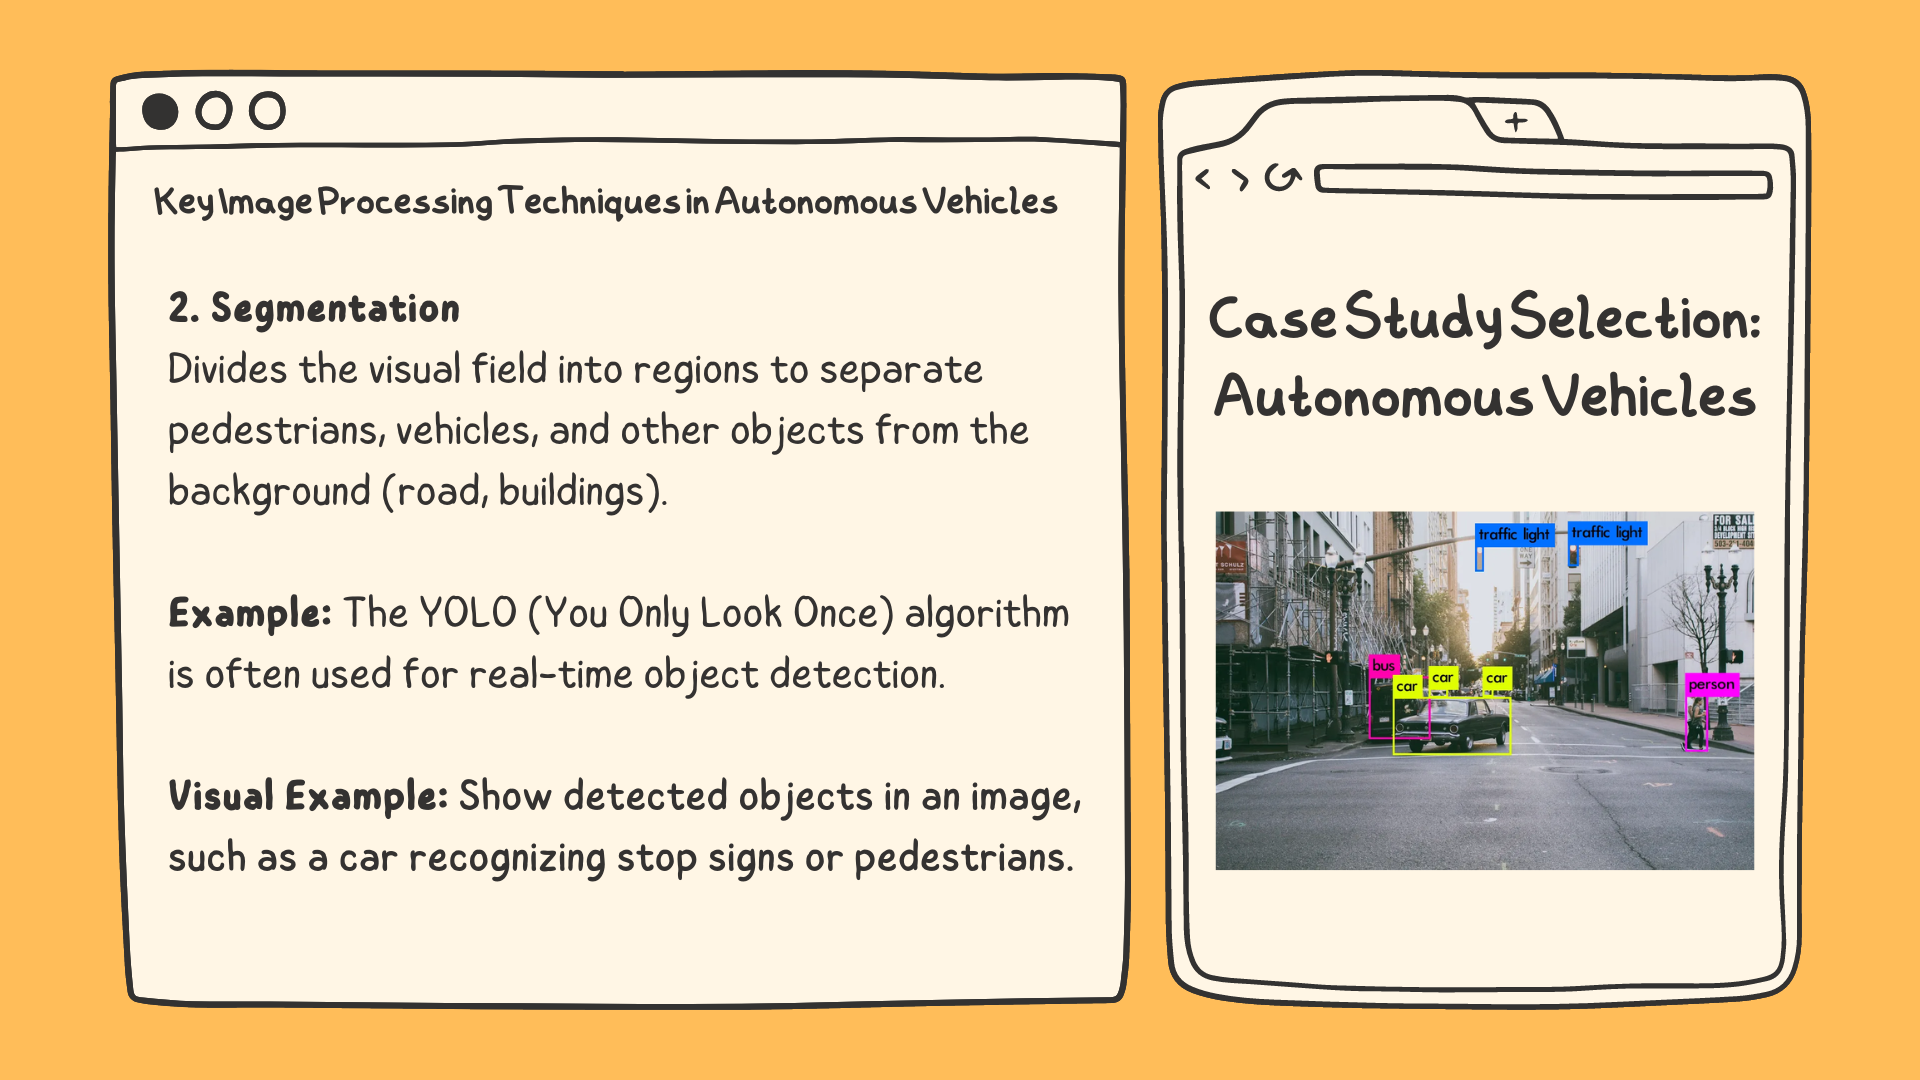 Key Image Processing Techniques in Autonomous Vehicles
2. Segmentation
Divides the visual field into regions to separate
pedestrians, vehicles, and other objects from the
background (road, buildings).
Example: The YOLO (You Only Look Once) algorithm
is often used for real-time object detection.
Visual Example: Show detected objects in an image,
such as a car recognizing stop signs or pedestrians.
+
Case Study Selection:
Autonomous Vehicles
traffic light
traffic light
FOR SAL
bus
car
car
car
person